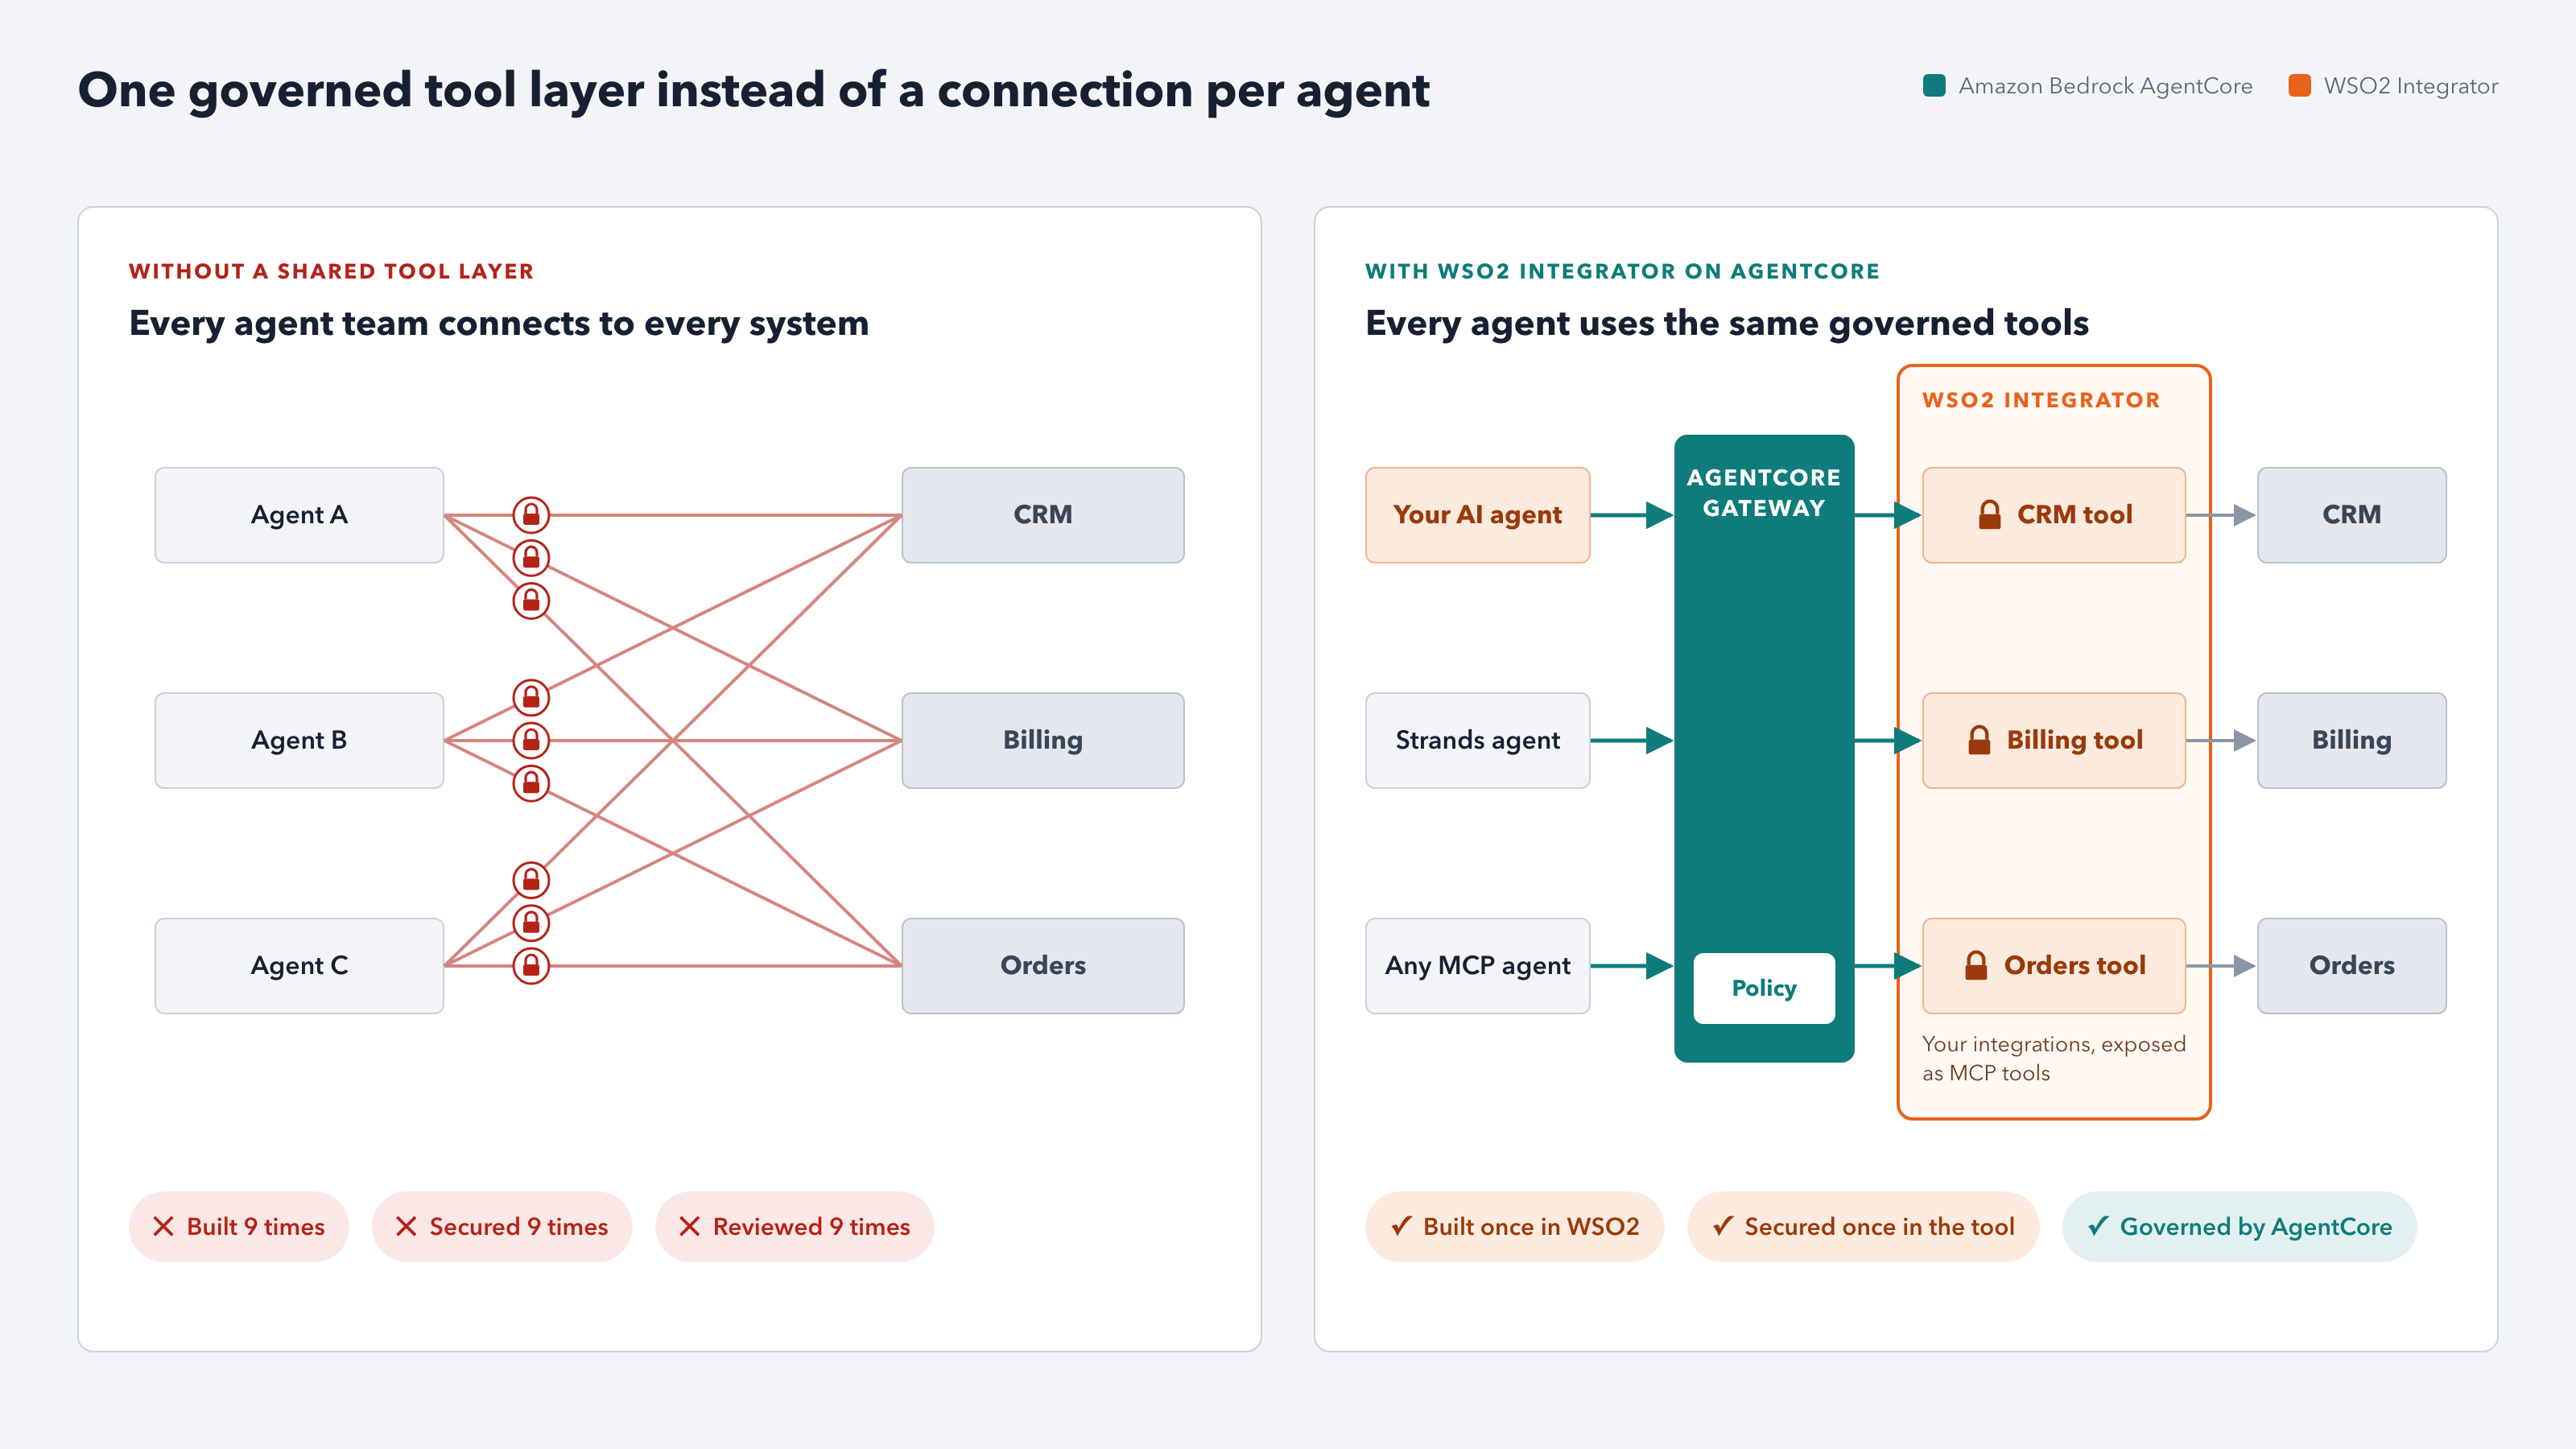 One governed tool layer instead of a connection per agent
Amazon Bedrock AgentCore
WSO2 Integrator
WITHOUT A SHARED TOOL LAYER
Every agent team connects to every system
Agent A
CRM
Agent B
Billing
Agent C
Orders
✕ Built 9 times
✕ Secured 9 times
✕ Reviewed 9 times
WITH WSO2 INTEGRATOR ON AGENTCORE
Every agent uses the same governed tools
WSO2 INTEGRATOR
AGENTCORE
GATEWAY
Your AI agent
CRM tool
CRM
Strands agent
Billing tool
Billing
Any MCP agent
Policy
Orders tool
Orders
Your integrations, exposed
as MCP tools
✓ Built once in WSO2
✓ Secured once in the tool
✓ Governed by AgentCore